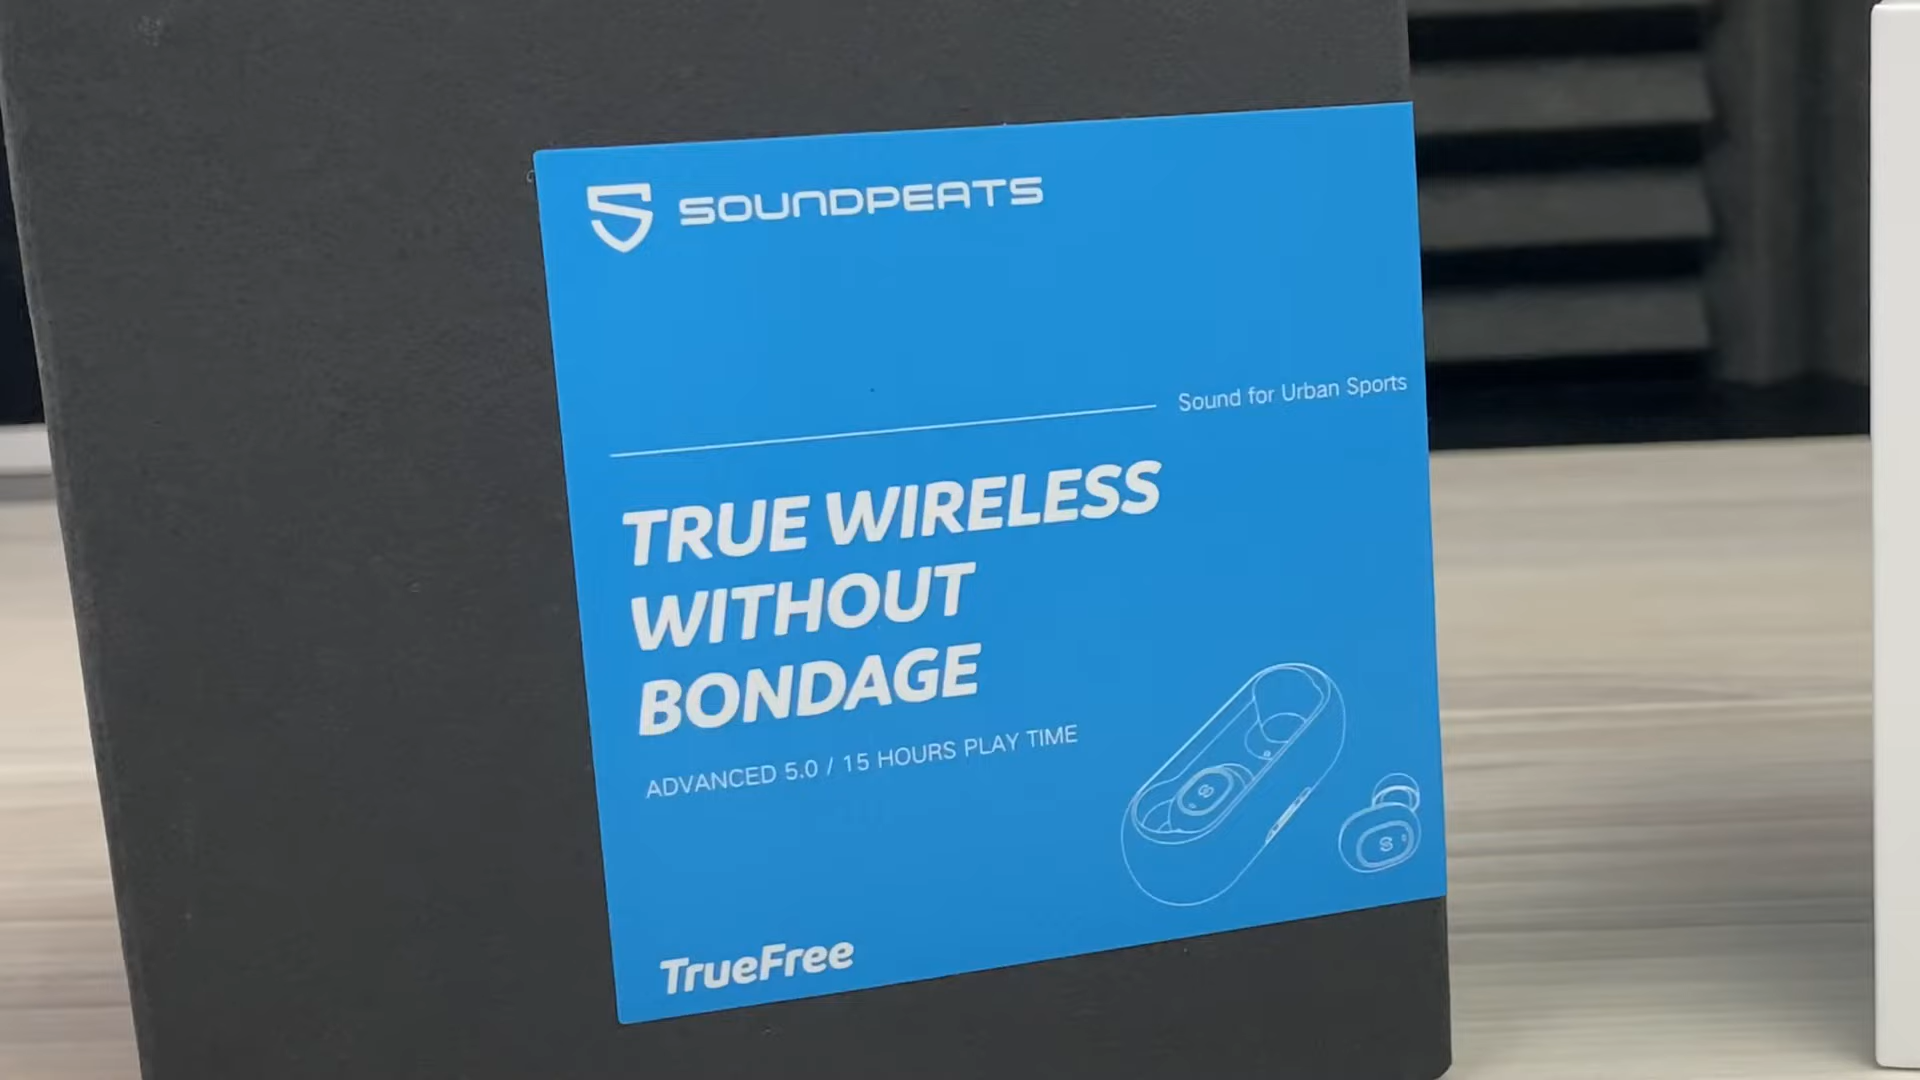 SOUNDPEATS
Sound for Urban Sports
TRUE WIRELESS
WITHOUT
BONDAGE
ADVANCED 5.0 / 15 HOURS PLAY TIME
TrueFree